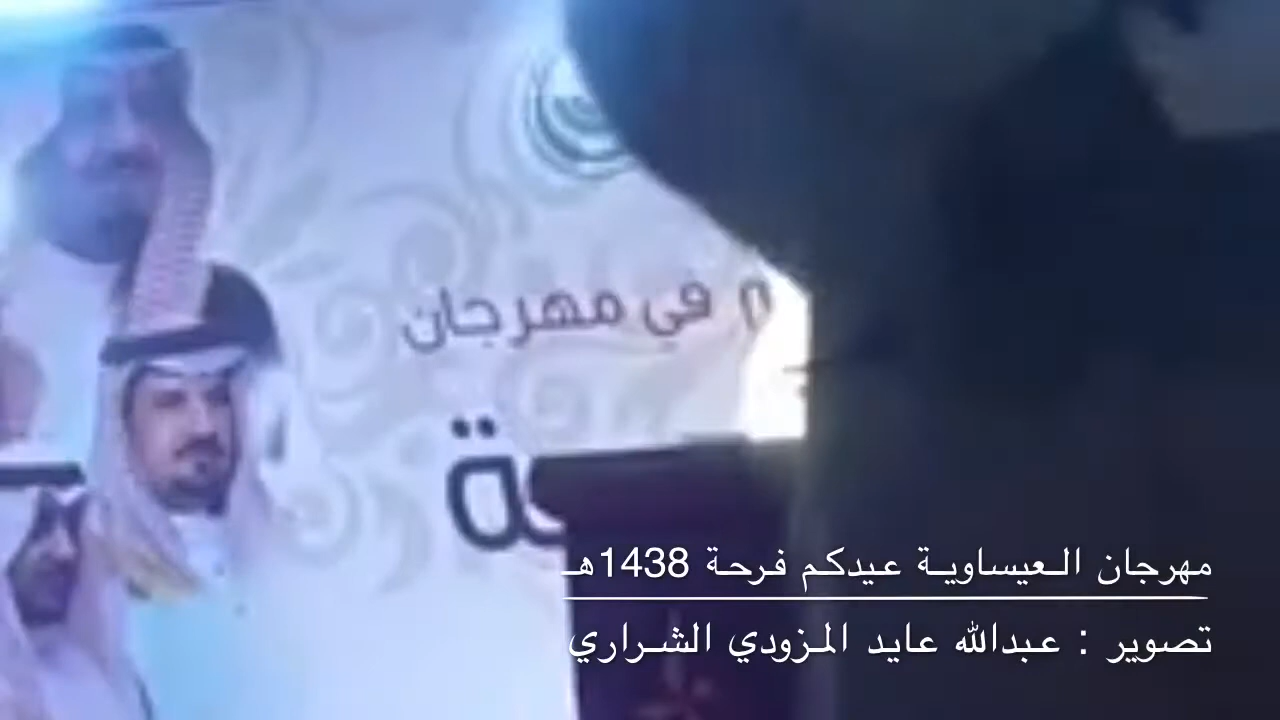 في مهرجان
مهرجان العيساوية عيدكم فرحة 1438هـ
تصوير : عبدالله عايد المزودي الشراري